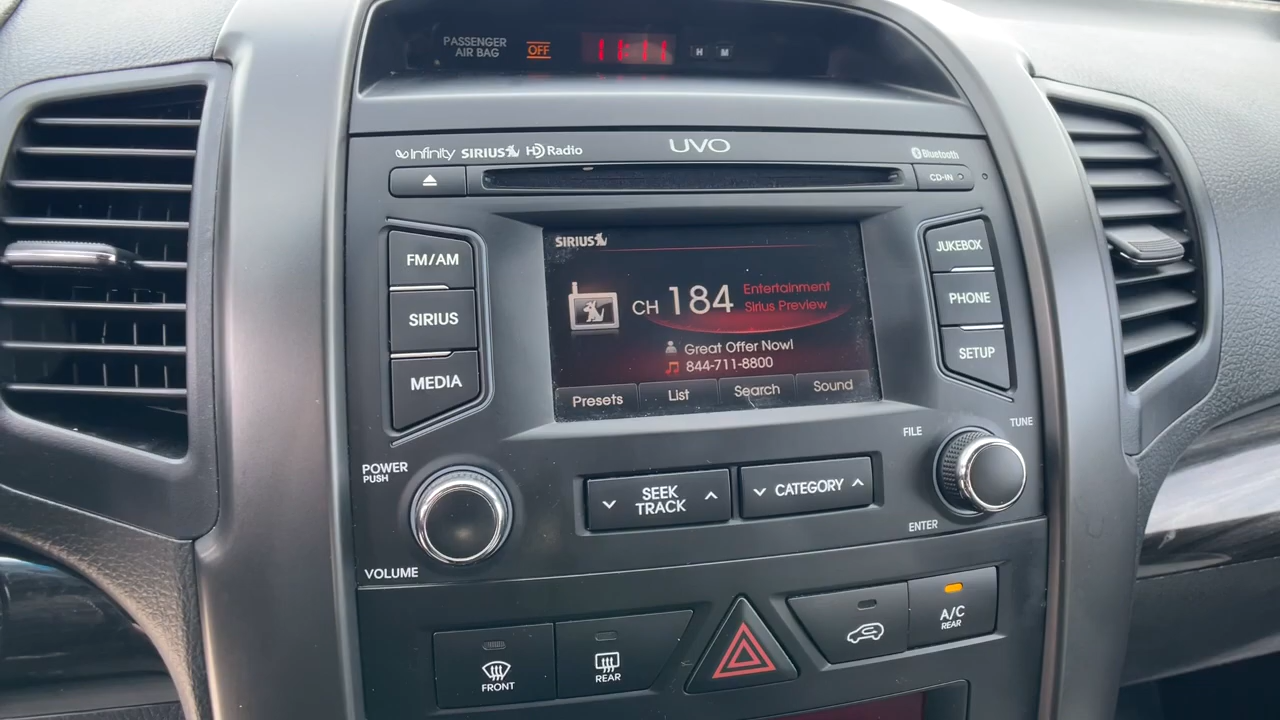 PASSENGER
AIR BAG
OFF
11:11
H
M
Infinity SIRIUS HD Radio
UVO
Bluetooth
CD-IN
FM/AM
SIRIUS
MEDIA
SIRIUS
CH 184
Entertainment
Sirius Preview
Great Offer Now!
844-711-8800
Presets List Search Sound
JUKEBOX
PHONE
SETUP
POWER
PUSH
VOLUME
SEEK
TRACK
CATEGORY
FILE
TUNE
ENTER
FRONT
REAR
A/C
REAR